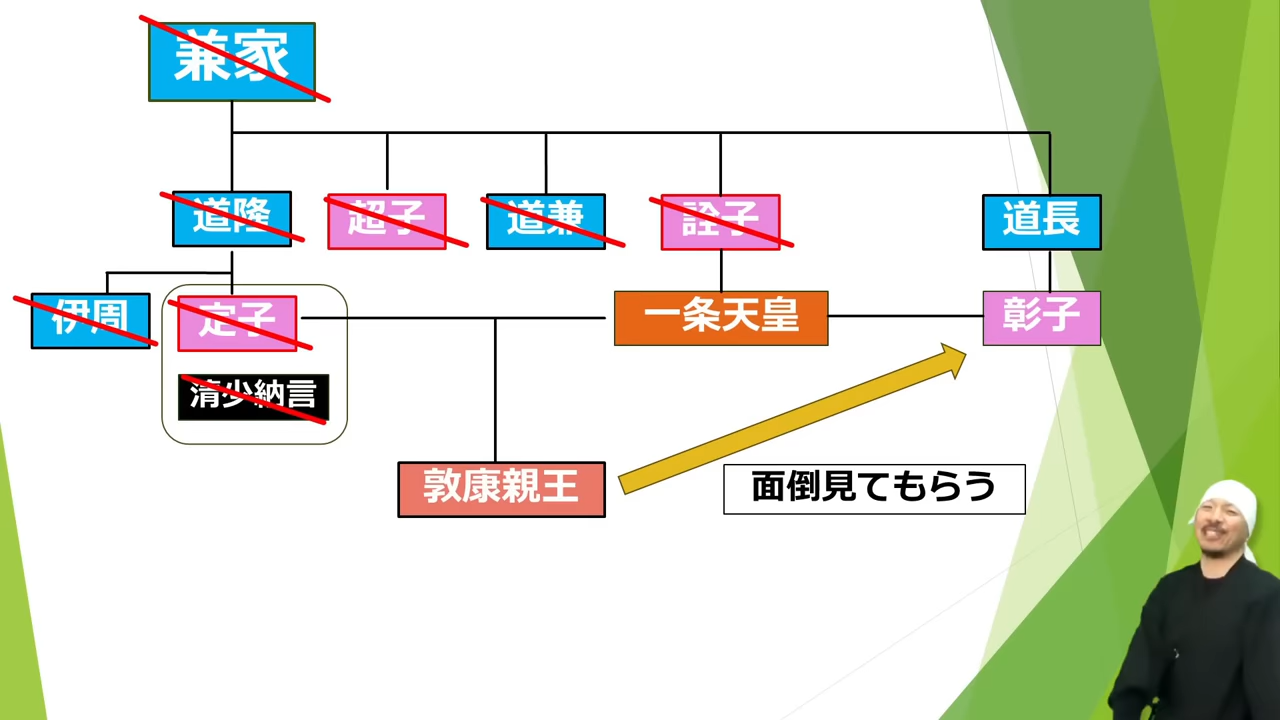 兼家
道隆
超子
道兼
詮子
道長
伊周
定子
一条天皇
彰子
清少納言
敦康親王
面倒見てもらう